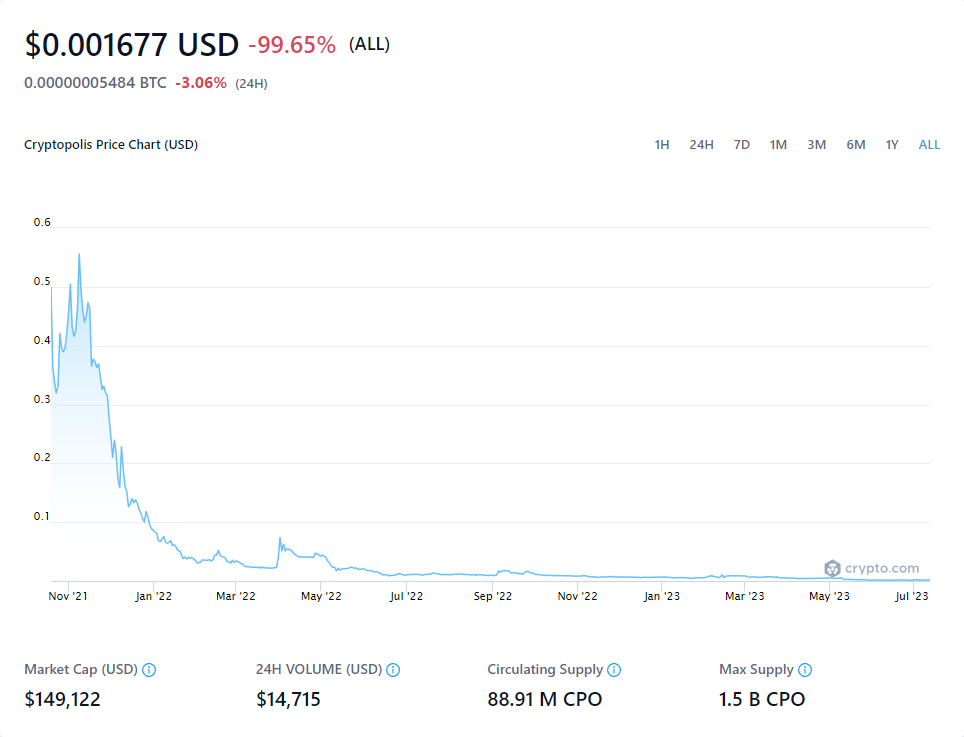 $0.001677 USD -99.65% (ALL)
0.00000005484 BTC -3.06% (24H)
Cryptopolis Price Chart (USD) 1H 24H 7D 1M 3M 6M 1Y ALL
0.6
0.5
0.4
0.3
0.2
0.1
crypto.com
Nov '21 Jan '22 Mar '22 May '22 Jul '22 Sep '22 Nov '22 Jan '23 Mar '23 May '23 Jul '23
Market Cap (USD) 24H VOLUME (USD) Circulating Supply Max Supply
$149,122 $14,715 88.91 M CPO 1.5 B CPO